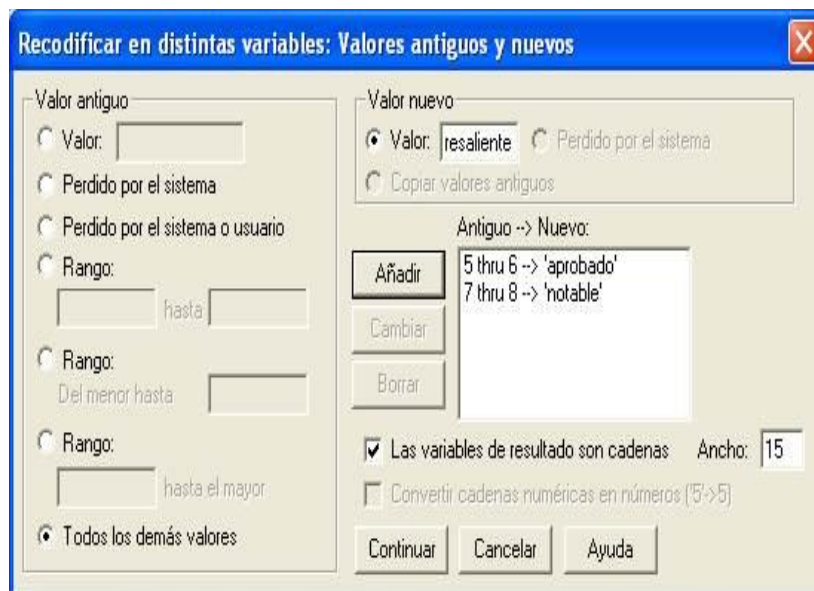 Recodificar en distintas variables: Valores antiguos y nuevos
Valor antiguo
Valor:
Perdido por el sistema
Perdido por el sistema o usuario
Rango:
hasta
Rango:
Del menor hasta
Rango:
hasta el mayor
Todos los demás valores
Valor nuevo
Valor: resaliente Perdido por el sistema
Copiar valores antiguos
Antiguo --> Nuevo:
Añadir
Cambiar
Borrar
5 thru 6 --> 'aprobado'
7 thru 8 --> 'notable'
Las variables de resultado son cadenas Ancho: 15
Convertir cadenas numéricas en números ('5'->5)
Continuar Cancelar Ayuda